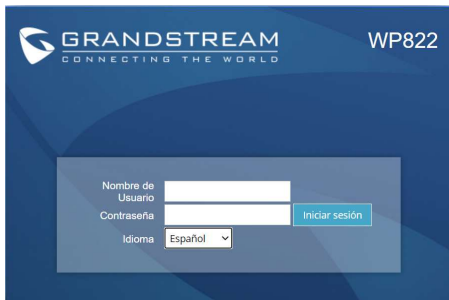 GRANDSTREAM
CONNECTING THE WORLD
WP822
Nombre de
Usuario
Contraseña
Iniciar sesión
Idioma
Español